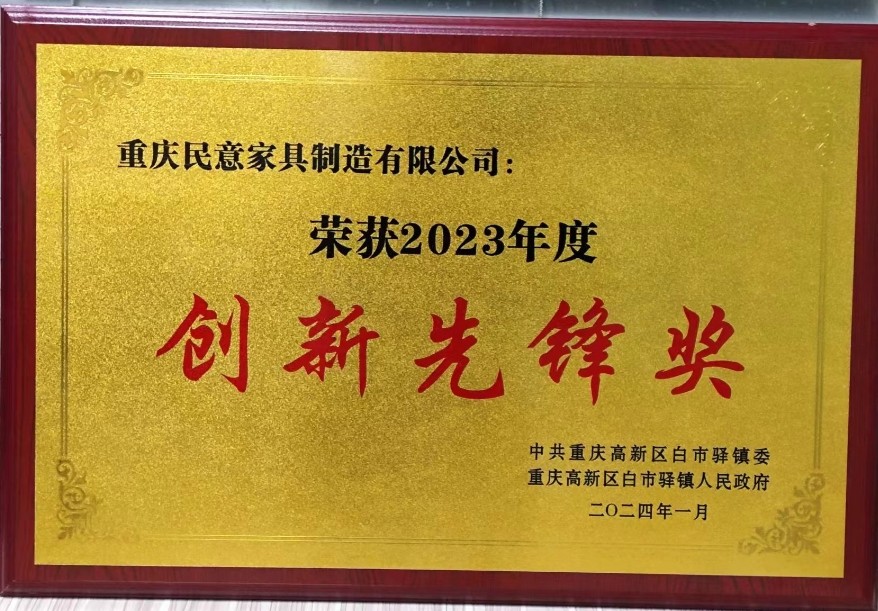 重庆民意家具制造有限公司：
荣获2023年度
创新先锋奖
中共重庆高新区白市驿镇委
重庆高新区白市驿镇人民政府
二〇二四年一月